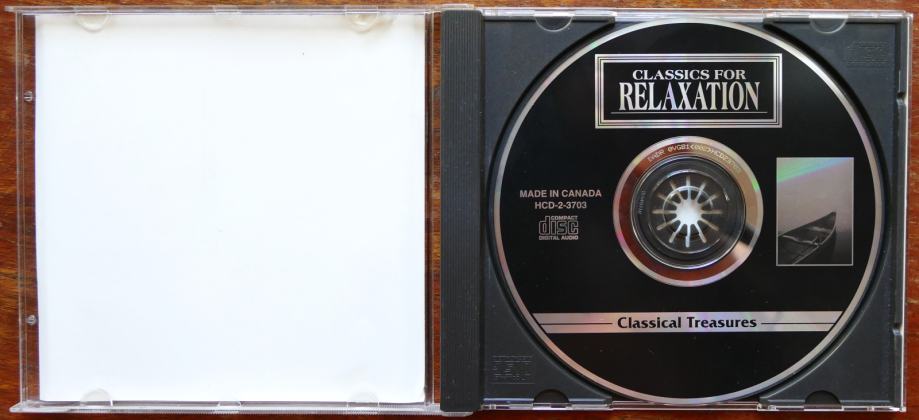 CLASSICS FOR
RELAXATION
MADE IN CANADA
HCD-2-3703
COMPACT
disc
DIGITAL AUDIO
Classical Treasures